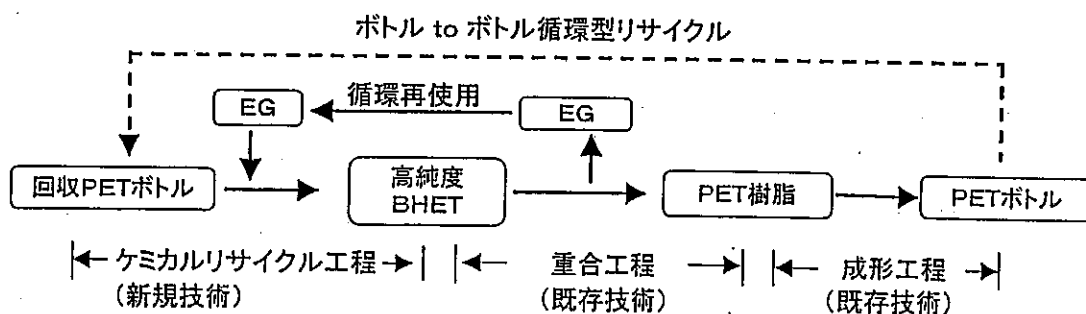 ボトル to ボトル循環型リサイクル
EG
循環再使用
EG
回収PETボトル
高純度
BHET
PET樹脂
PETボトル
ケミカルリサイクル工程
(新規技術)
重合工程
(既存技術)
成形工程
(既存技術)